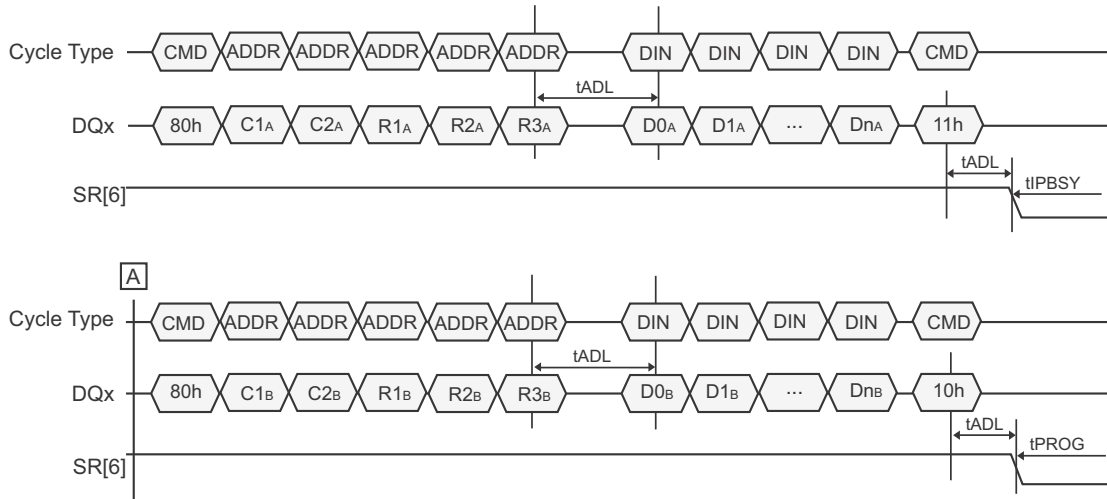 Cycle Type CMD ADDR ADDR ADDR ADDR ADDR DIN DIN DIN DIN CMD
tADL
DQx 80h C1A C2A R1A R2A R3A D0A D1A ... DnA 11h
tADL
tIPBSY
SR[6]
A
Cycle Type CMD ADDR ADDR ADDR ADDR ADDR DIN DIN DIN DIN CMD
tADL
DQx 80h C1B C2B R1B R2B R3B D0B D1B ... DnB 10h
tADL
tPROG
SR[6]